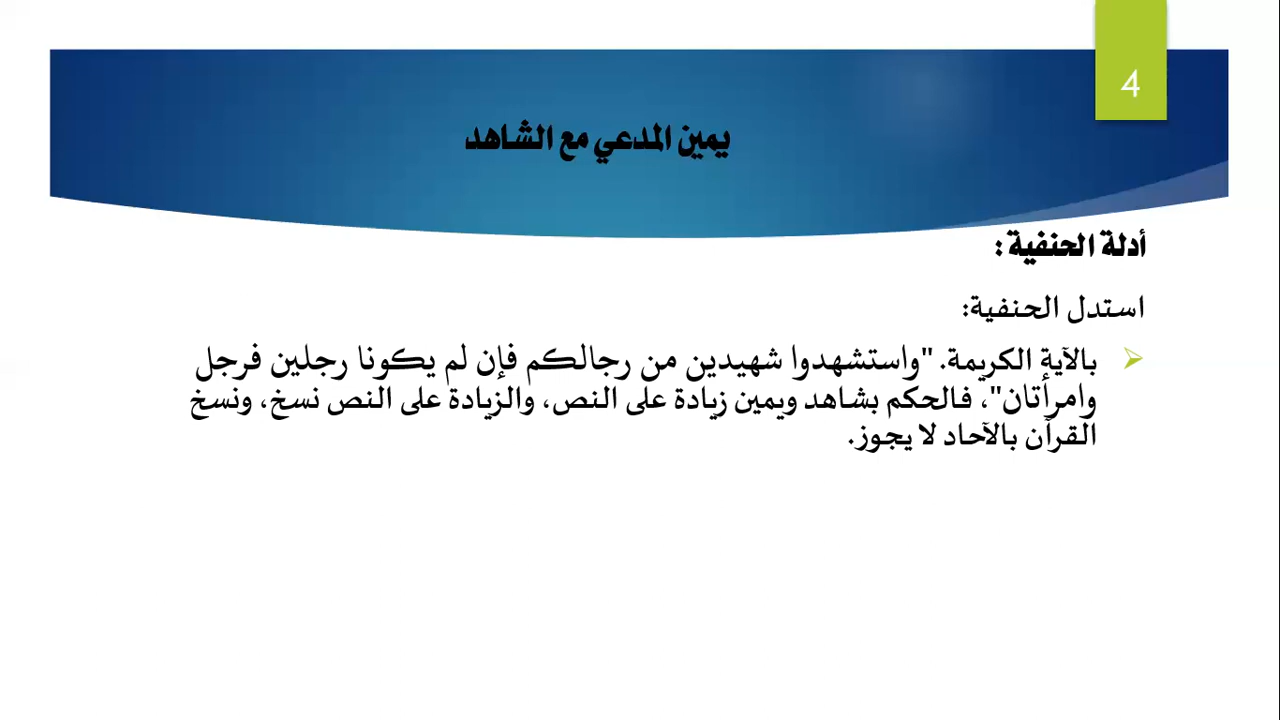 4
يمين المدعي مع الشاهد
أدلة الحنفية :
استدل الحنفية:
بالآية الكريمة. "واستشهدوا شهيدين من رجالكم فإن لم يكونا رجلين فرجل
وامرأتان"، فالحكم بشاهد ويمين زيادة على النص، والزيادة على النص نسخ، ونسخ
القرآن بالآحاد لا يجوز.